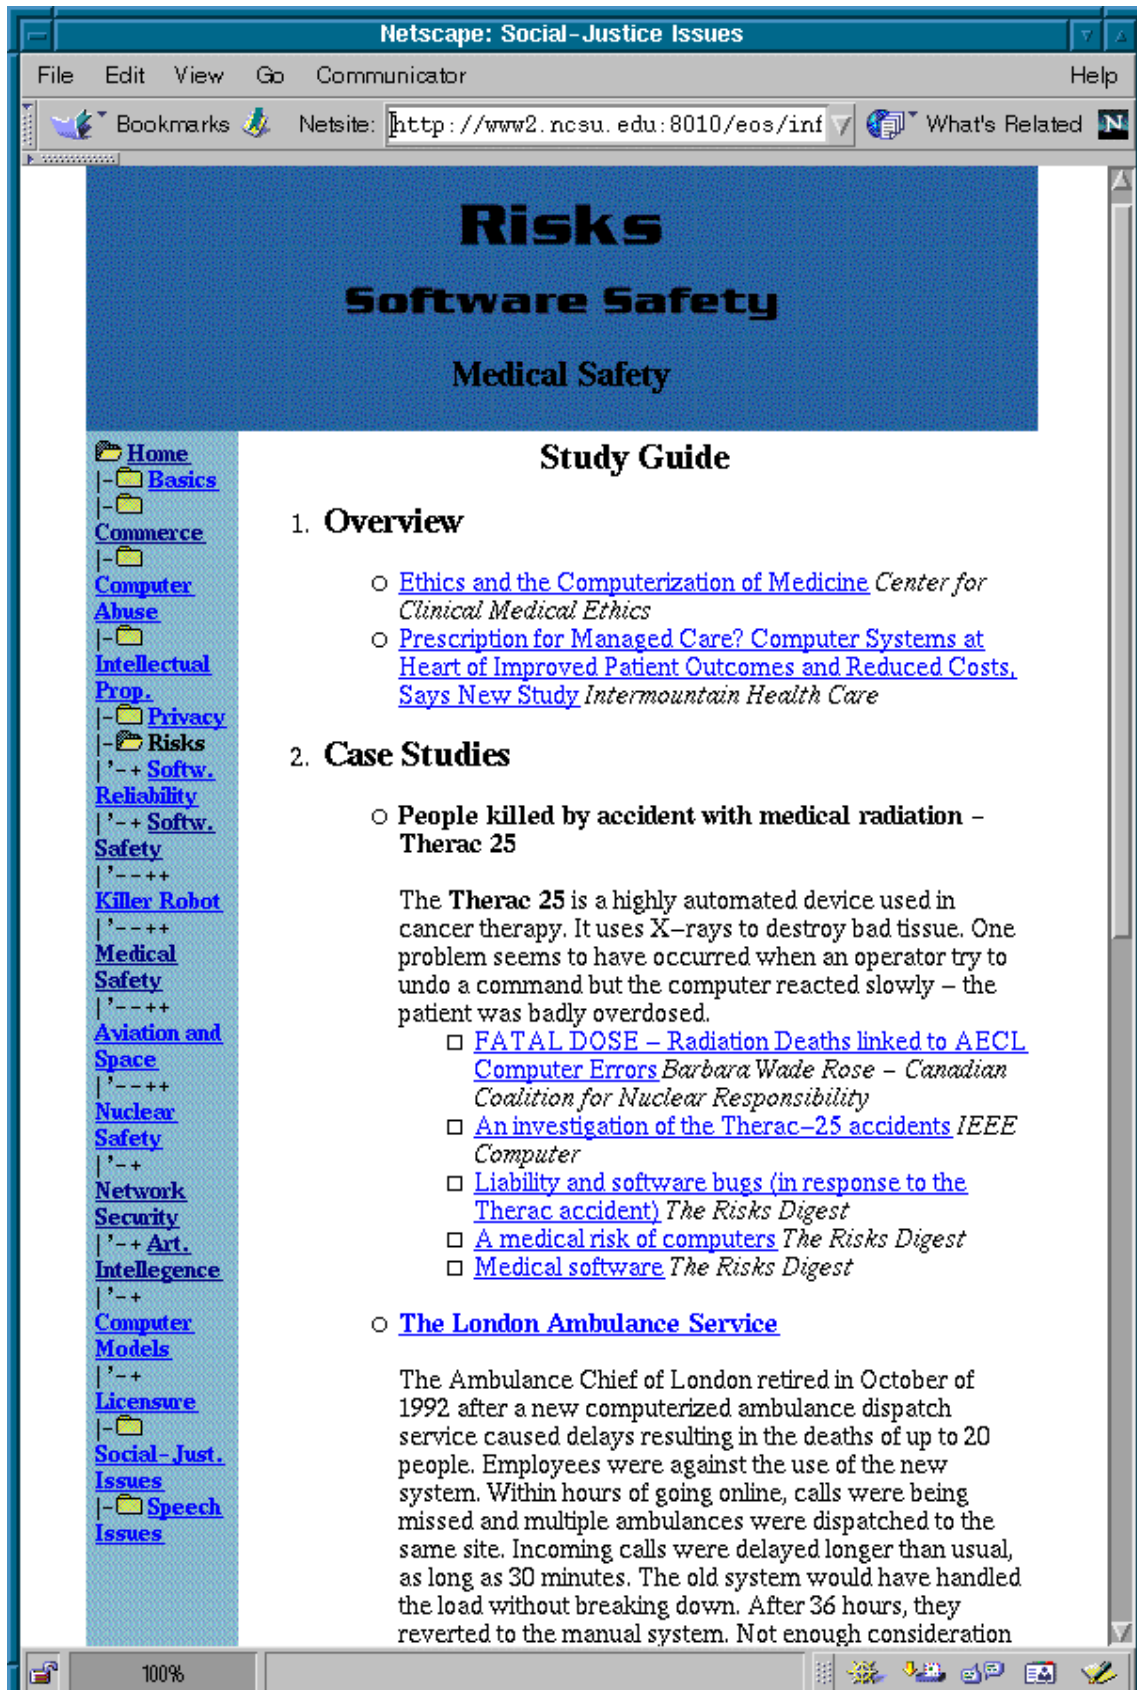 Netscape: Social-Justice Issues
File Edit View Go Communicator Help
Bookmarks Netsite: http://www2.ncsu.edu:8010/eos/inf What's Related N
Risks
Software Safety
Medical Safety
Home
|-Basics
|-
Commerce
|-
Computer
Abuse
|-
Intellectual
Prop.
|-Privacy
|-Risks
|'-+Softw.
Reliability
|'-+Softw.
Safety
|'--++
Killer Robot
|'--++
Medical
Safety
|'--++
Aviation and
Space
|'--++
Nuclear
Safety
|'-+
Network
Security
|'-+Art.
Intellegence
|'-+
Computer
Models
|'-+
Licensure
|-
Social-Just.
Issues
|-Speech
Issues
Study Guide
1. Overview
Ethics and the Computerization of Medicine Center for
Clinical Medical Ethics
Prescription for Managed Care? Computer Systems at
Heart of Improved Patient Outcomes and Reduced Costs,
Says New Study Intermountain Health Care
2. Case Studies
People killed by accident with medical radiation –
Therac 25
The Therac 25 is a highly automated device used in
cancer therapy. It uses X-rays to destroy bad tissue. One
problem seems to have occurred when an operator try to
undo a command but the computer reacted slowly – the
patient was badly overdosed.
FATAL DOSE – Radiation Deaths linked to AECL
Computer Errors Barbara Wade Rose – Canadian
Coalition for Nuclear Responsibility
An investigation of the Therac-25 accidents IEEE
Computer
Liability and software bugs (in response to the
Therac accident) The Risks Digest
A medical risk of computers The Risks Digest
Medical software The Risks Digest
The London Ambulance Service
The Ambulance Chief of London retired in October of
1992 after a new computerized ambulance dispatch
service caused delays resulting in the deaths of up to 20
people. Employees were against the use of the new
system. Within hours of going online, calls were being
missed and multiple ambulances were dispatched to the
same site. Incoming calls were delayed longer than usual,
as long as 30 minutes. The old system would have handled
the load without breaking down. After 36 hours, they
reverted to the manual system. Not enough consideration
100%